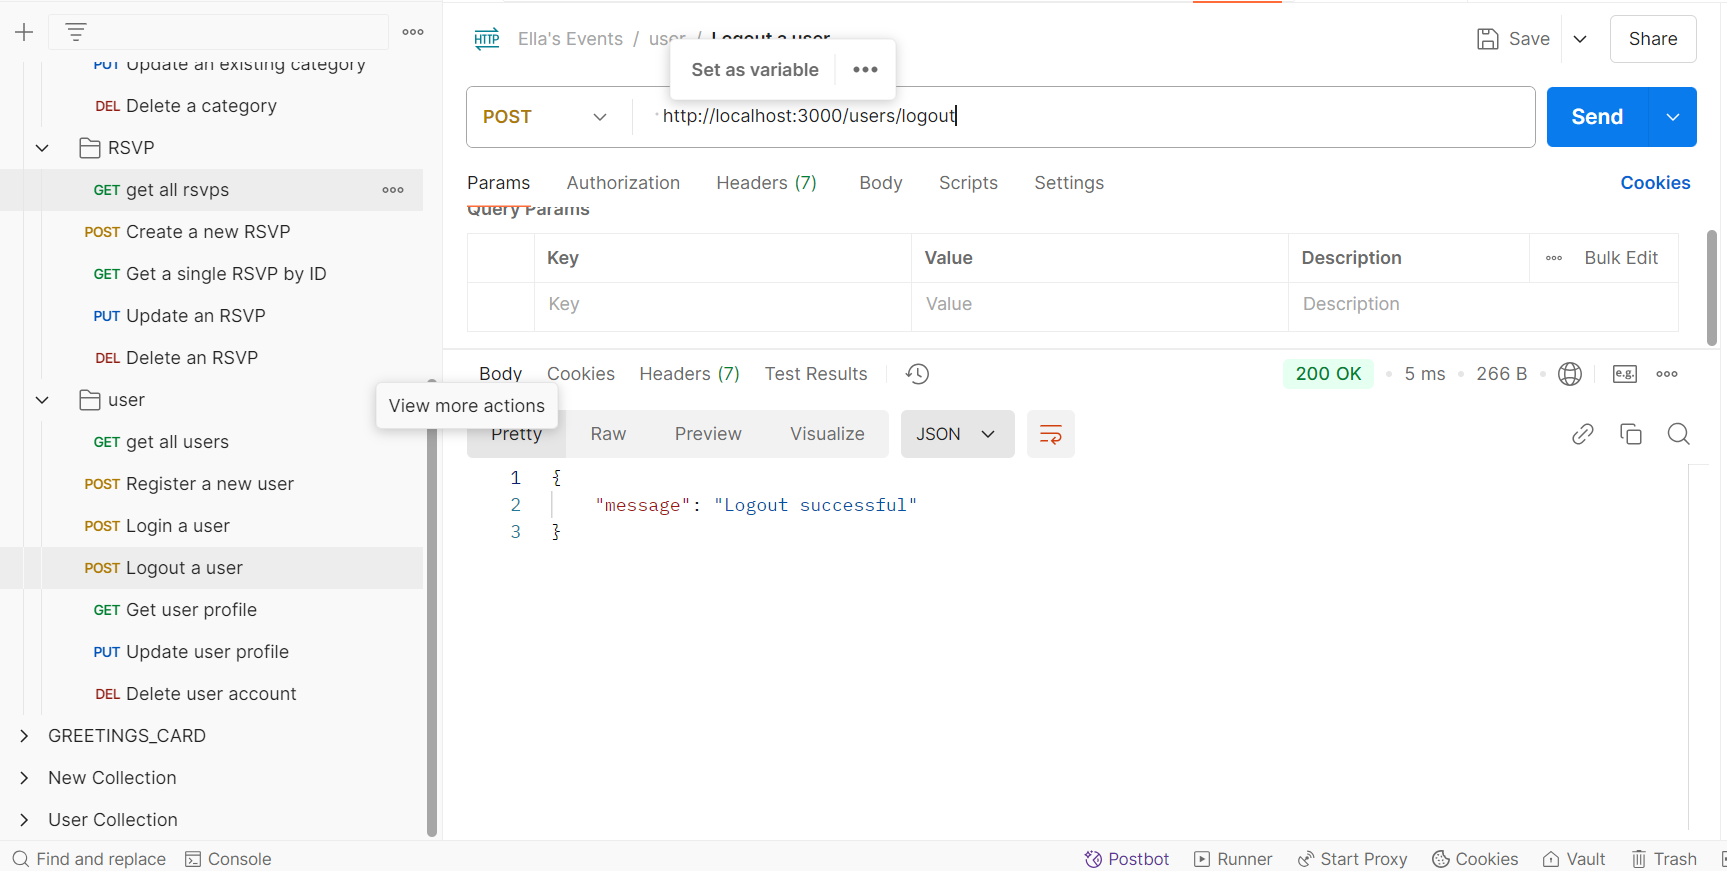 PUT Update an existing category
DEL Delete a category
RSVP
GET get all rsvps
POST Create a new RSVP
GET Get a single RSVP by ID
PUT Update an RSVP
DEL Delete an RSVP
user
GET get all users
POST Register a new user
POST Login a user
POST Logout a user
GET Get user profile
PUT Update user profile
DEL Delete user account
GREETINGS_CARD
New Collection
User Collection
View more actions
HTTP Ella's Events / user / Logout a user
Save
Share
Set as variable
POST http://localhost:3000/users/logout
Send
Params Authorization Headers (7) Body Scripts Settings Cookies
Query Params
Key Value Description Bulk Edit
Key Value Description
Body Cookies Headers (7) Test Results 200 OK 5 ms 266 B e.g.
Pretty Raw Preview Visualize JSON
1 {
2 "message": "Logout successful"
3 }
Find and replace Console Postbot Runner Start Proxy Cookies Vault Trash